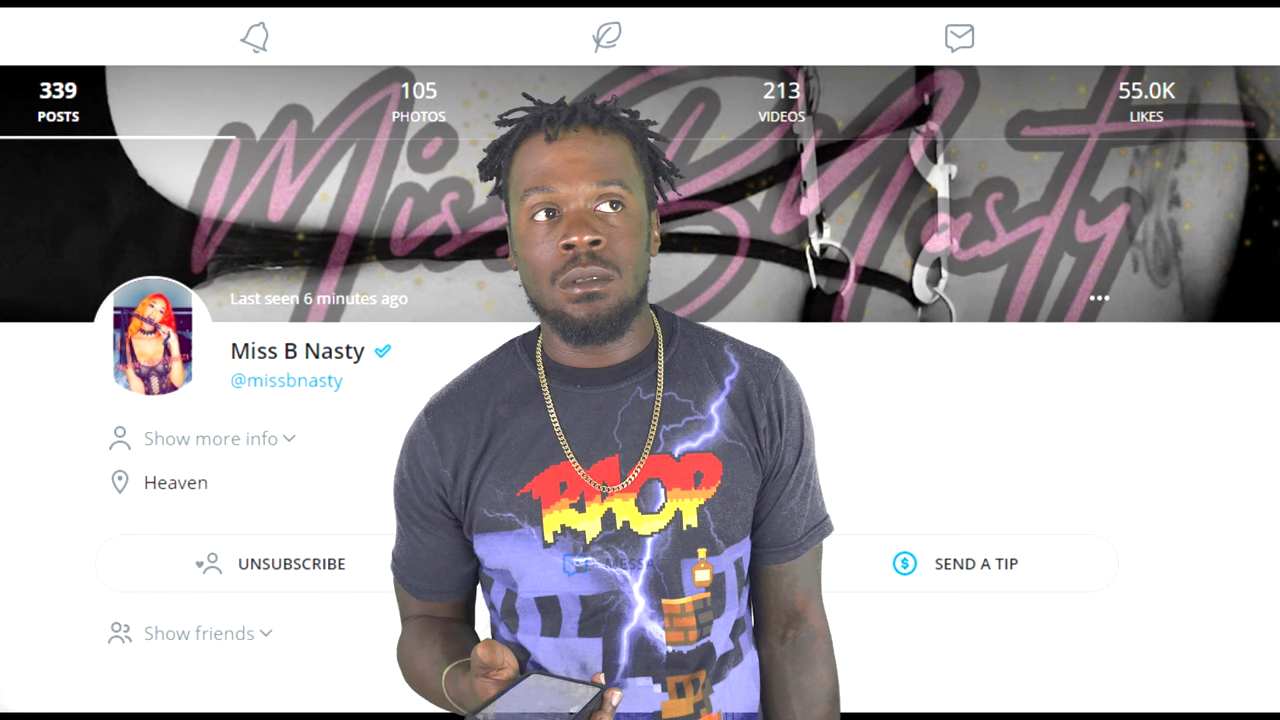 339
POSTS
105
PHOTOS
213
VIDEOS
55.0K
LIKES
Miss B Nasty
Last seen 6 minutes ago
Miss B Nasty
@missbnasty
Show more info
Heaven
UNSUBSCRIBE
SEND A TIP
Show friends